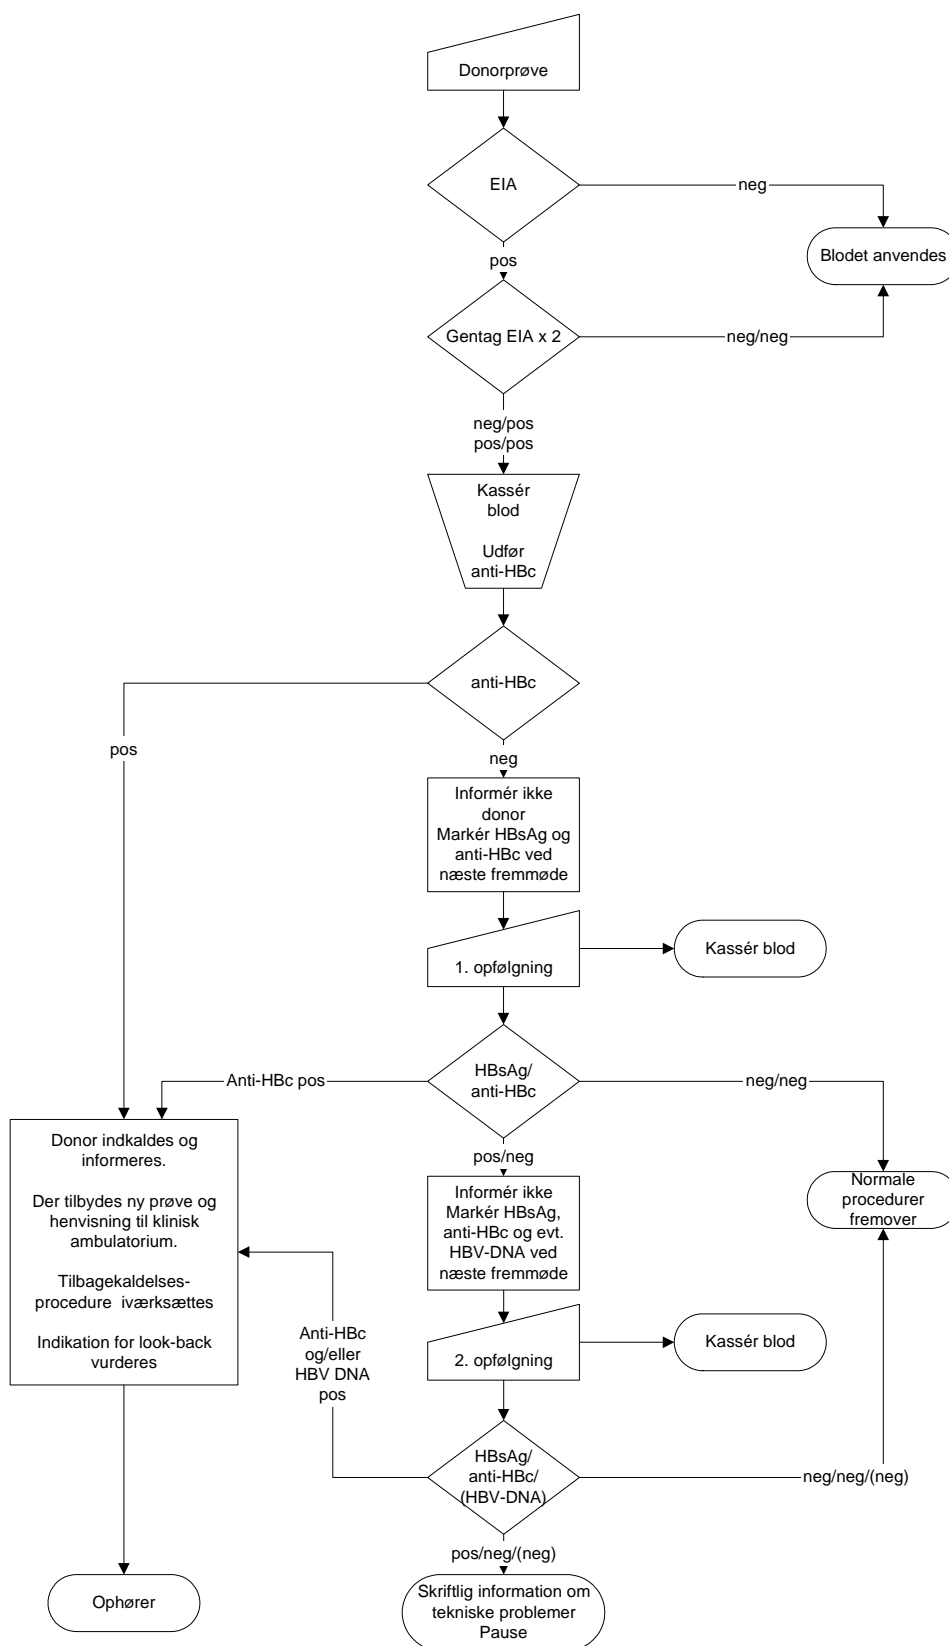 Donorprøve
EIA
neg
Blodet anvendes
pos
Gentag EIA x 2
neg/neg
neg/pos
pos/pos
Kassér
blod
Udfør
anti-HBc
anti-HBc
pos
neg
Informér ikke
donor
Markér HBsAg og
anti-HBc ved
næste fremmøde
1. opfølgning
Kassér blod
HBsAg/
anti-HBc
Anti-HBc pos
neg/neg
pos/neg
Donor indkaldes og
informeres.
Der tilbydes ny prøve og
henvisning til klinisk
ambulatorium.
Tilbagekaldelses-
procedure iværksættes
Indikation for look-back
vurderes
Informér ikke
Markér HBsAg,
anti-HBc og evt.
HBV-DNA ved
næste fremmøde
Normale
procedurer
fremover
2. opfølgning
Kassér blod
Anti-HBc
og/eller
HBV DNA
pos
HBsAg/
anti-HBc/
(HBV-DNA)
neg/neg/(neg)
pos/neg/(neg)
Ophører
Skriftlig information om
tekniske problemer
Pause